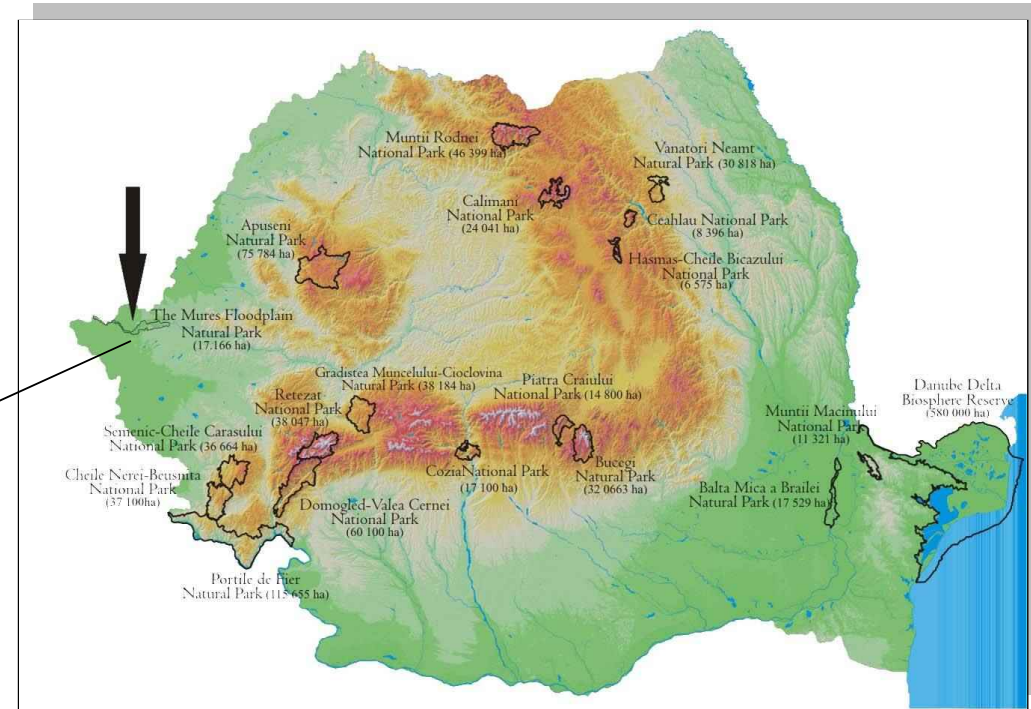 Muntii Rodnei
National Park (46 399 ha)
Vanatori Neamt
Natural Park (30 818 ha)
Calimani
National Park
(24 041 ha)
Ceahlau National Park
(8 396 ha)
Hasmas-Cheile Bicazului
National Park
(6 575 ha)
Apuseni
Natural Park
(75 784 ha)
The Mures Floodplain
Natural Park
(17.166 ha)
Gradistea Muncelului-Cioclovina
Natural Park (38 184 ha)
Retezat
National Park
(38 047 ha)
Piatra Craiului
National Park (14 800 ha)
Danube Delta
Biosphere Reserve
(580 000 ha)
Muntii Macinului
National Park
(11 321 ha)
Semenic-Cheile Carasului
National Park (36 664 ha)
Cheile Nerei-Beusnita
National Park
(37 100ha)
CoziaNational Park
(17 100 ha)
Bucegi
Natural Park
(32 0663 ha)
Balta Mica a Brailei
Natural Park (17 529 ha)
Domogled-Valea Cernei
National Park
(60 100 ha)
Portile de Fier
Natural Park (115 655 ha)